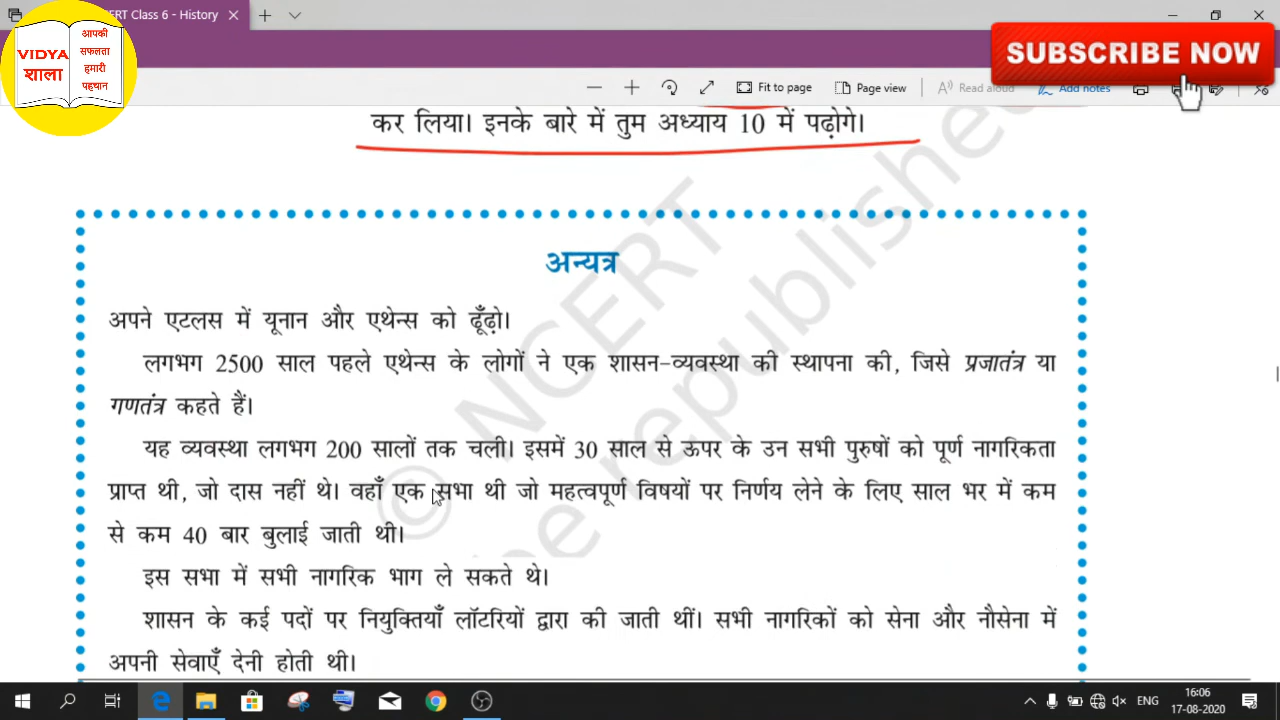 ERT Class 6 - History
VIDYA
शाला
आपकी
सफलता
हमारी
पहचान
SUBSCRIBE NOW
Fit to page
Page view
Read aloud
Add notes
कर लिया। इनके बारे में तुम अध्याय 10 में पढ़ोगे।
अन्यत्र
अपने एटलस में यूनान और एथेन्स को ढूँढ़ो।
लगभग 2500 साल पहले एथेन्स के लोगों ने एक शासन-व्यवस्था की स्थापना की, जिसे प्रजातंत्र या
गणतंत्र कहते हैं।
यह व्यवस्था लगभग 200 सालों तक चली। इसमें 30 साल से ऊपर के उन सभी पुरुषों को पूर्ण नागरिकता
प्राप्त थी, जो दास नहीं थे। वहाँ एक सभा थी जो महत्वपूर्ण विषयों पर निर्णय लेने के लिए साल भर में कम
से कम 40 बार बुलाई जाती थी।
इस सभा में सभी नागरिक भाग ले सकते थे।
शासन के कई पदों पर नियुक्तियाँ लॉटरियों द्वारा की जाती थीं। सभी नागरिकों को सेना और नौसेना में
अपनी सेवाएँ देनी होती थी।
© NCERT
be republished
ENG
16:06
17-08-2020